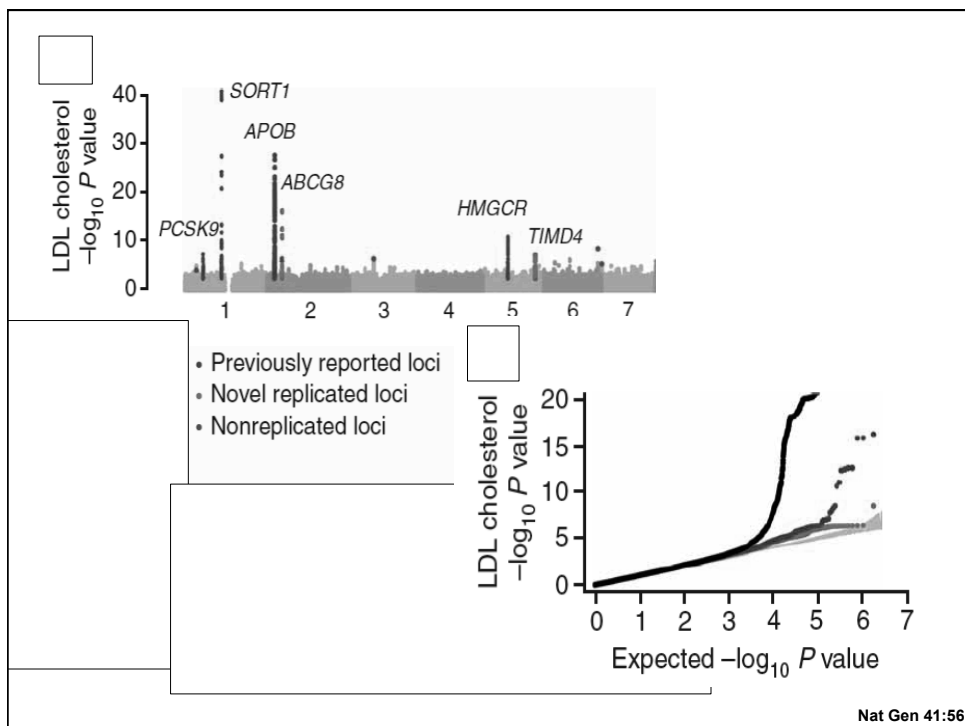 LDL cholesterol
–log10 P value
40
30
20
10
0
SORT1
APOB
ABCG8
PCSK9
HMGCR
TIMD4
1 2 3 4 5 6 7
• Previously reported loci
• Novel replicated loci
• Nonreplicated loci
LDL cholesterol
–log10 P value
20
15
10
5
0
0 1 2 3 4 5 6 7
Expected –log10 P value
Nat Gen 41:56